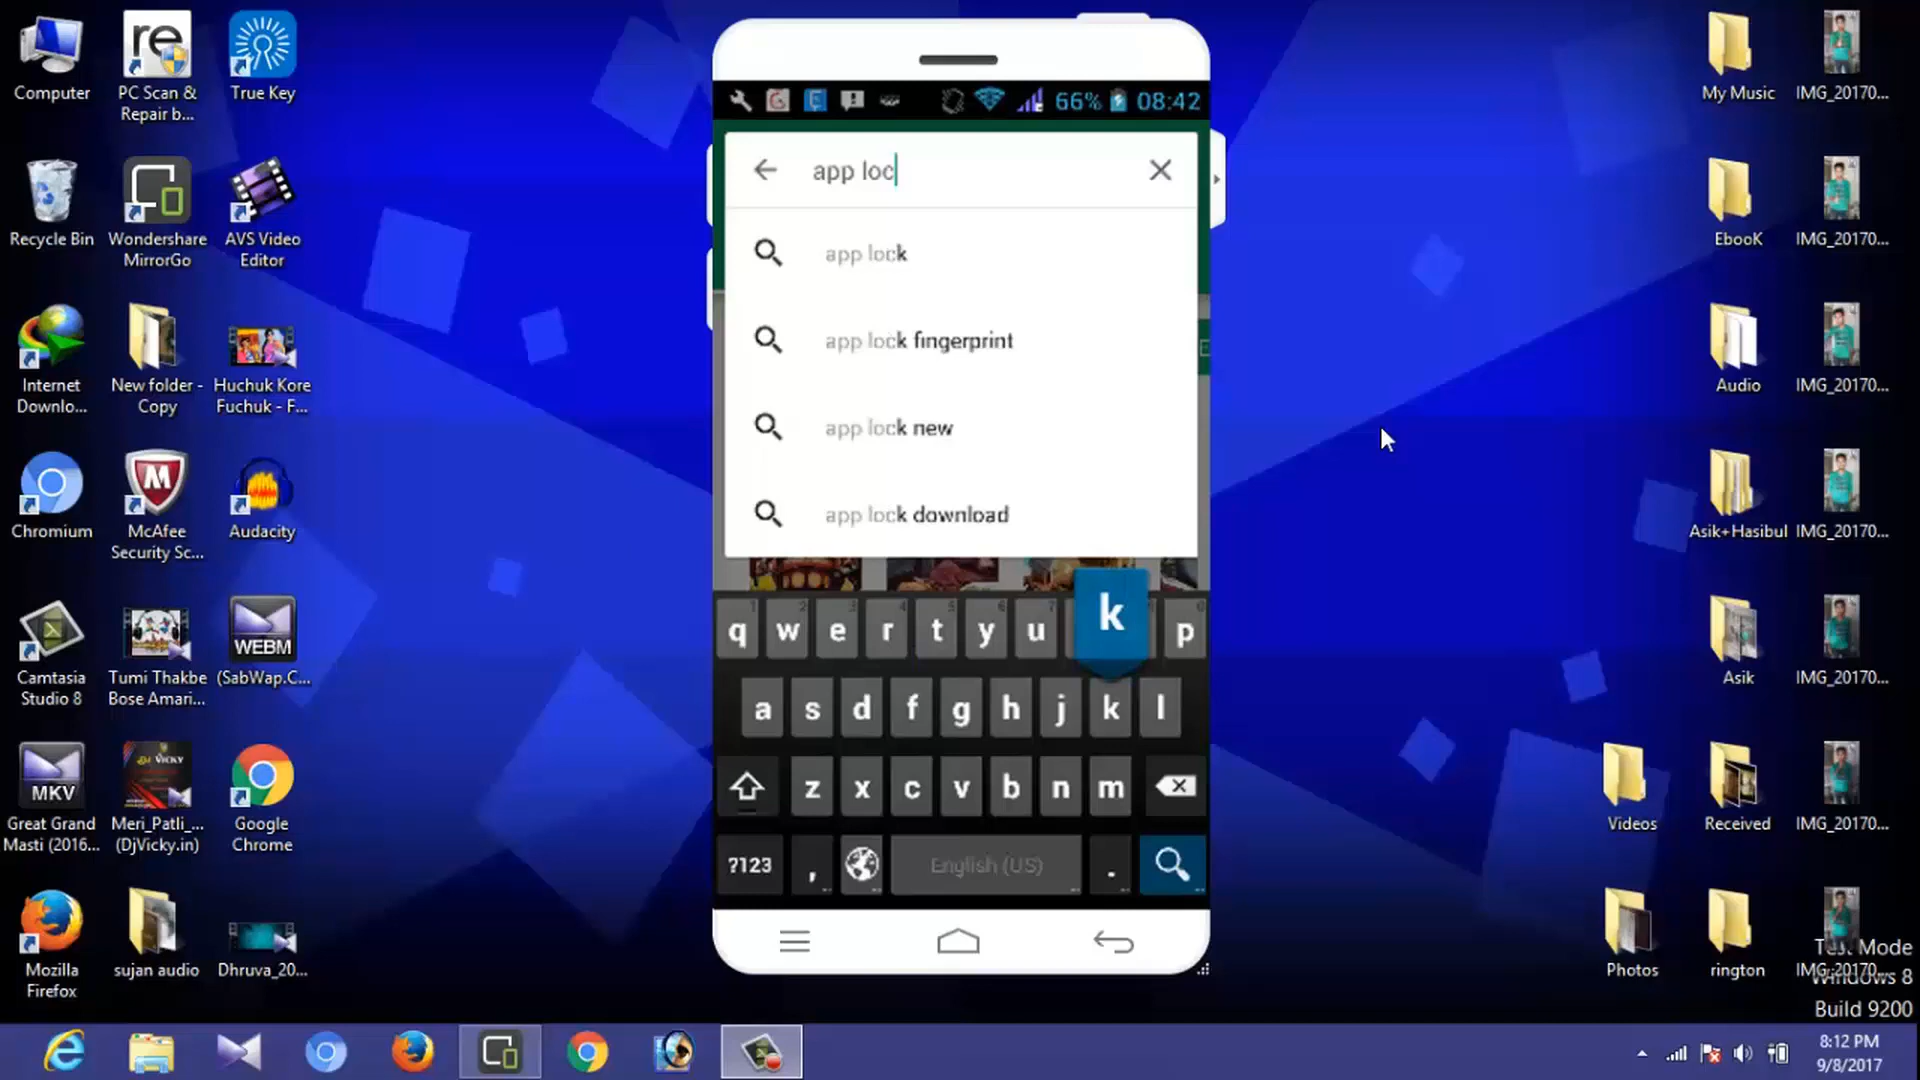 Computer
PC Scan &
Repair b...
True Key
Recycle Bin
Wondershare
MirrorGo
AVS Video
Editor
Internet
Downlo...
New folder -
Copy
Huchuk Kore
Fuchuk - F...
Chromium
McAfee
Security Sc...
Audacity
Camtasia
Studio 8
Tumi Thakbe
Bose Amari...
WEBM
(SabWap.C...
MKV
Great Grand
Masti (2016...
Meri_Patli_...
(DjVicky.in)
Google
Chrome
Mozilla
Firefox
sujan audio
Dhruva_20...
66% 08:42
app loc
app lock
app lock fingerprint
app lock new
app lock download
k
q w e r t y u p
a s d f g h j k l
z x c v b n m
?123 , English (US) .
My Music
IMG_20170...
EbooK
IMG_20170...
Audio
IMG_20170...
Asik+Hasibul
IMG_20170...
Asik
IMG_20170...
Videos
Received
IMG_20170...
Photos
rington
IMG_20170...
Test Mode
Windows 8
Build 9200
8:12 PM
9/8/2017